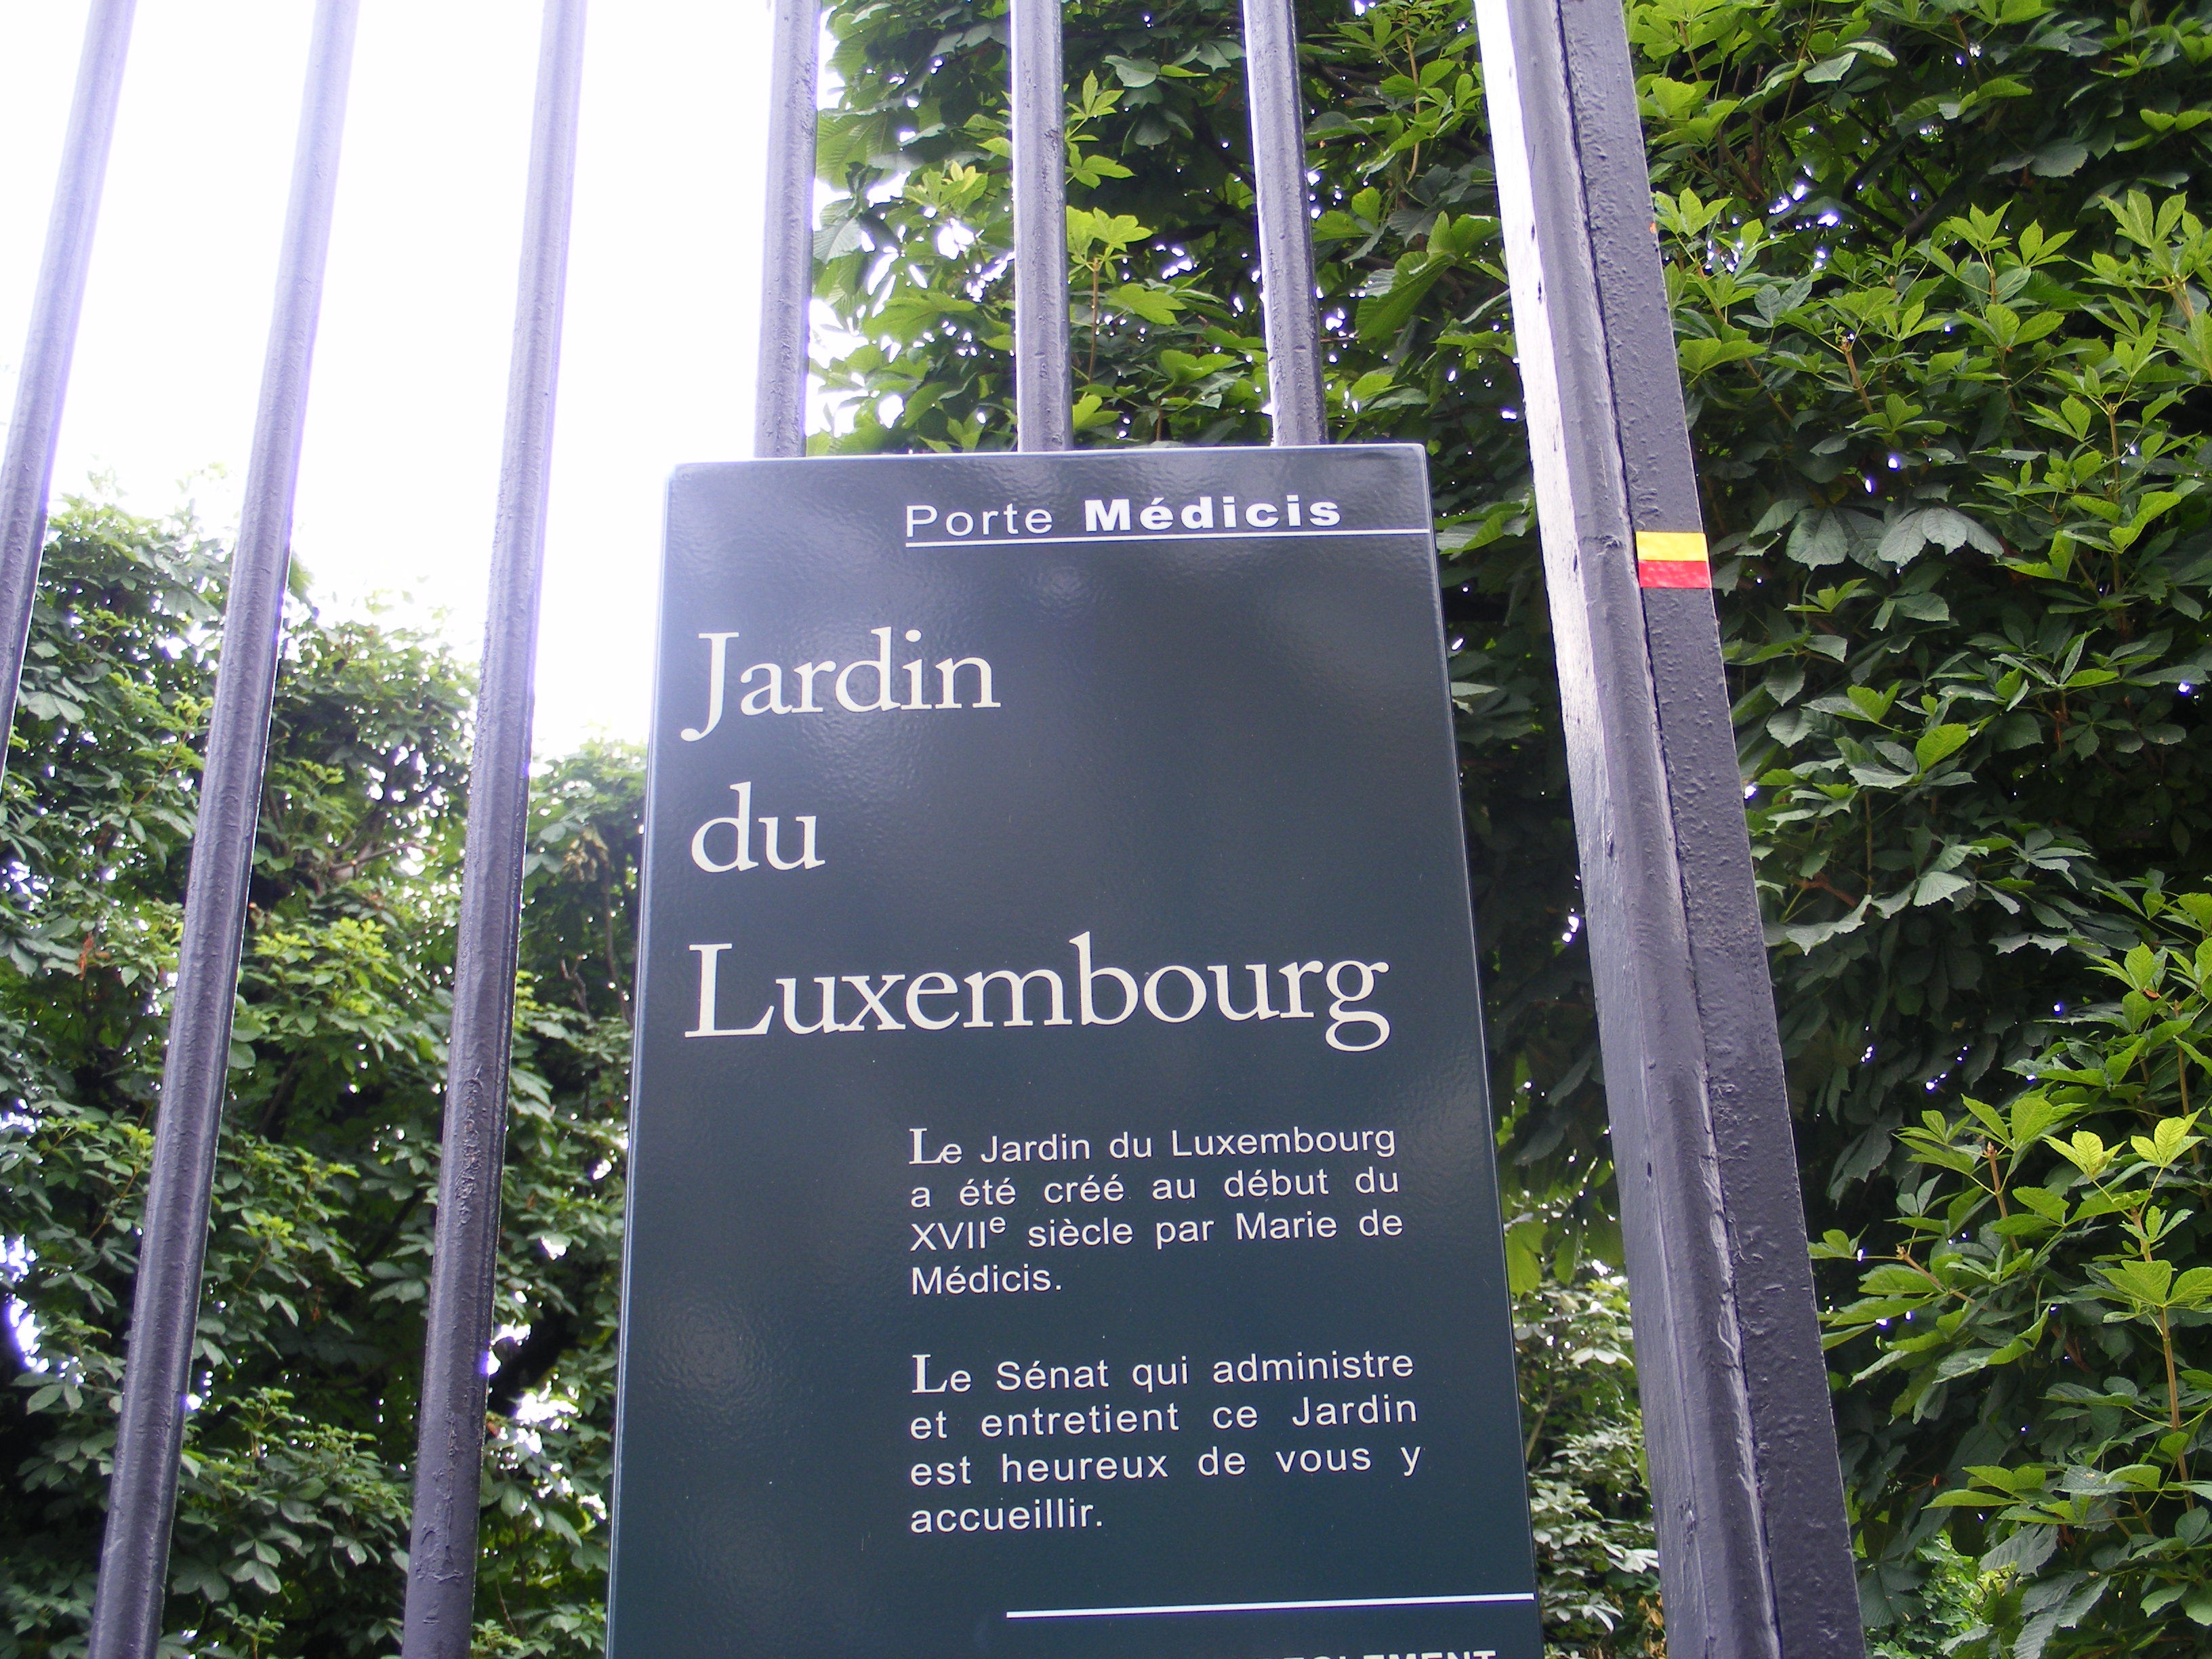 Porte Médicis
Jardin
du
Luxembourg
Le Jardin du Luxembourg
a été créé au début du
XVIIe siècle par Marie de
Médicis.
Le Sénat qui administre
et entretient ce Jardin
est heureux de vous y
accueillir.